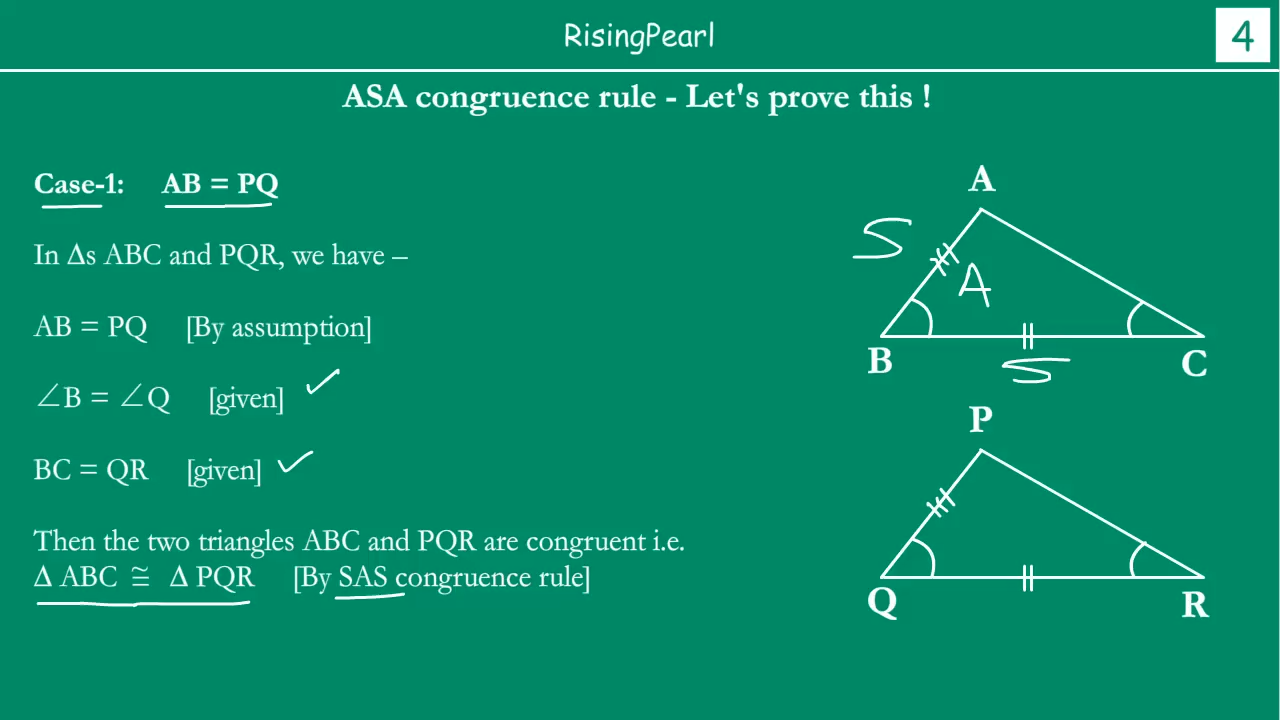 RisingPearl
4
ASA congruence rule - Let's prove this !
Case-1: AB = PQ
In Δs ABC and PQR, we have –
AB = PQ [By assumption]
∠B = ∠Q [given]
BC = QR [given]
Then the two triangles ABC and PQR are congruent i.e.
Δ ABC ≅ Δ PQR [By SAS congruence rule]
A
S
A
B
C
S
P
Q
R